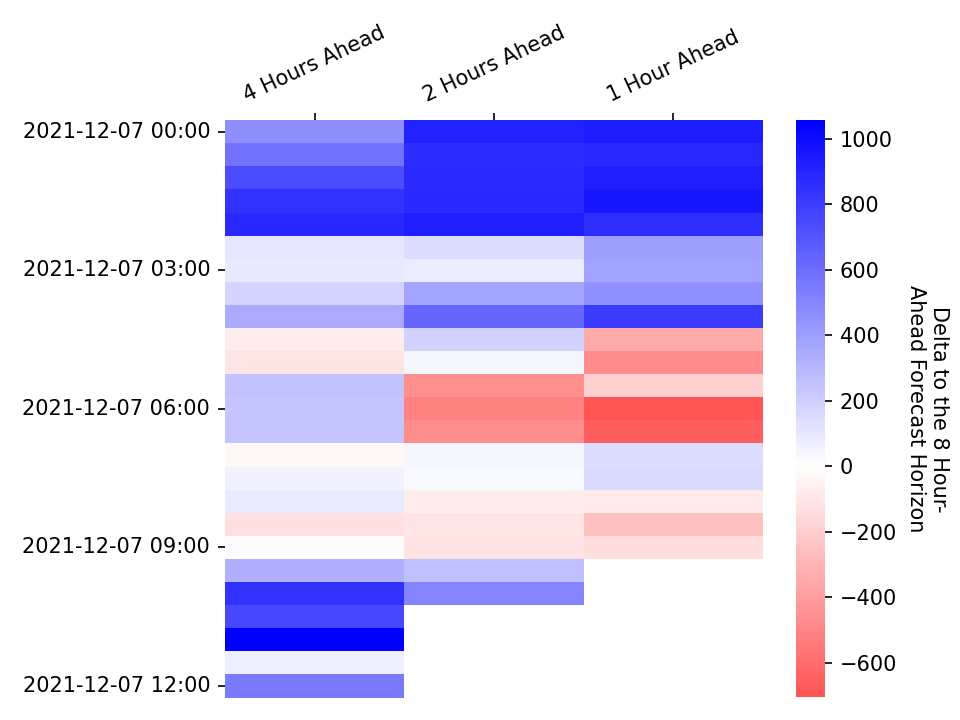 4 Hours Ahead
2 Hours Ahead
1 Hour Ahead
2021-12-07 00:00
2021-12-07 03:00
2021-12-07 06:00
2021-12-07 09:00
2021-12-07 12:00
1000
800
600
400
200
0
−200
−400
−600
Delta to the 8 Hour-
Ahead Forecast Horizon